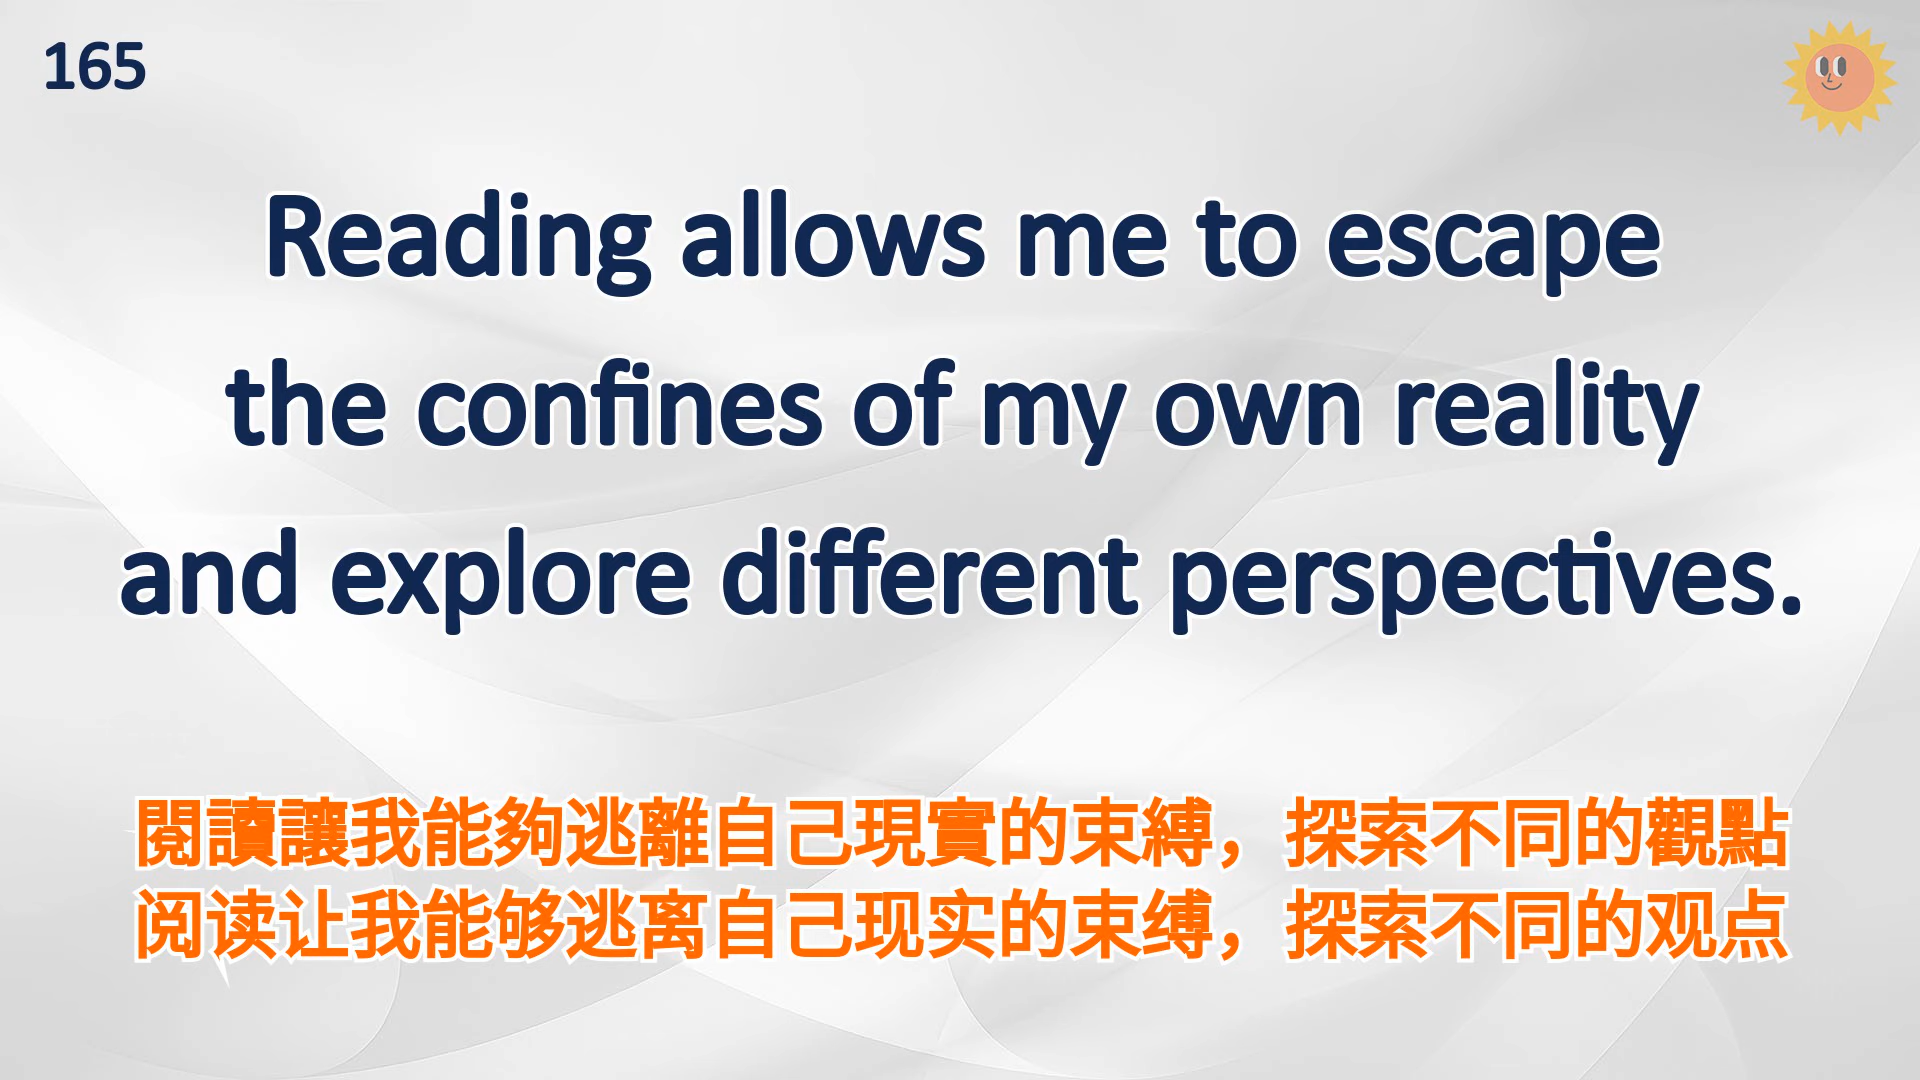 165
Reading allows me to escape
the confines of my own reality
and explore different perspectives.
閱讀讓我能夠逃離自己現實的束縛，探索不同的觀點
阅读让我能够逃离自己现实的束缚，探索不同的观点